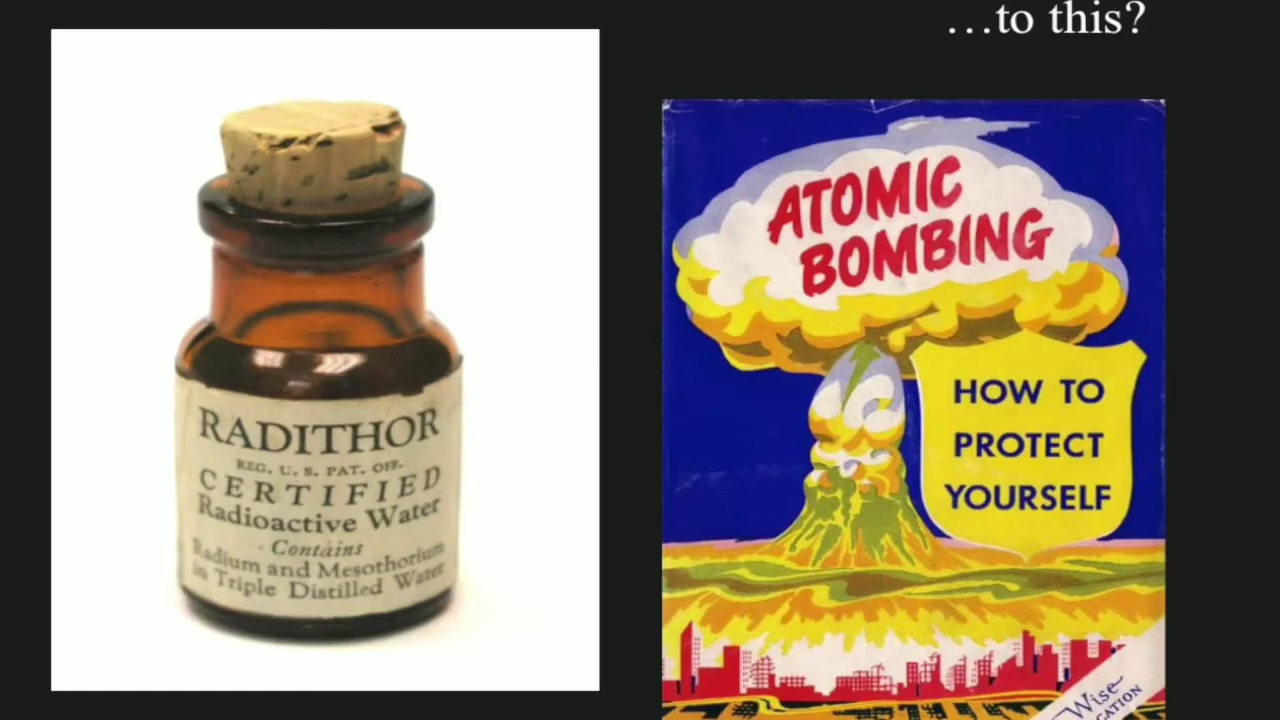 …to this?
RADITHOR
REG. U. S. PAT. OFF.
CERTIFIED
Radioactive Water
Contains
Radium and Mesothorium
in Triple Distilled Water
ATOMIC
BOMBING
HOW TO
PROTECT
YOURSELF
Wise